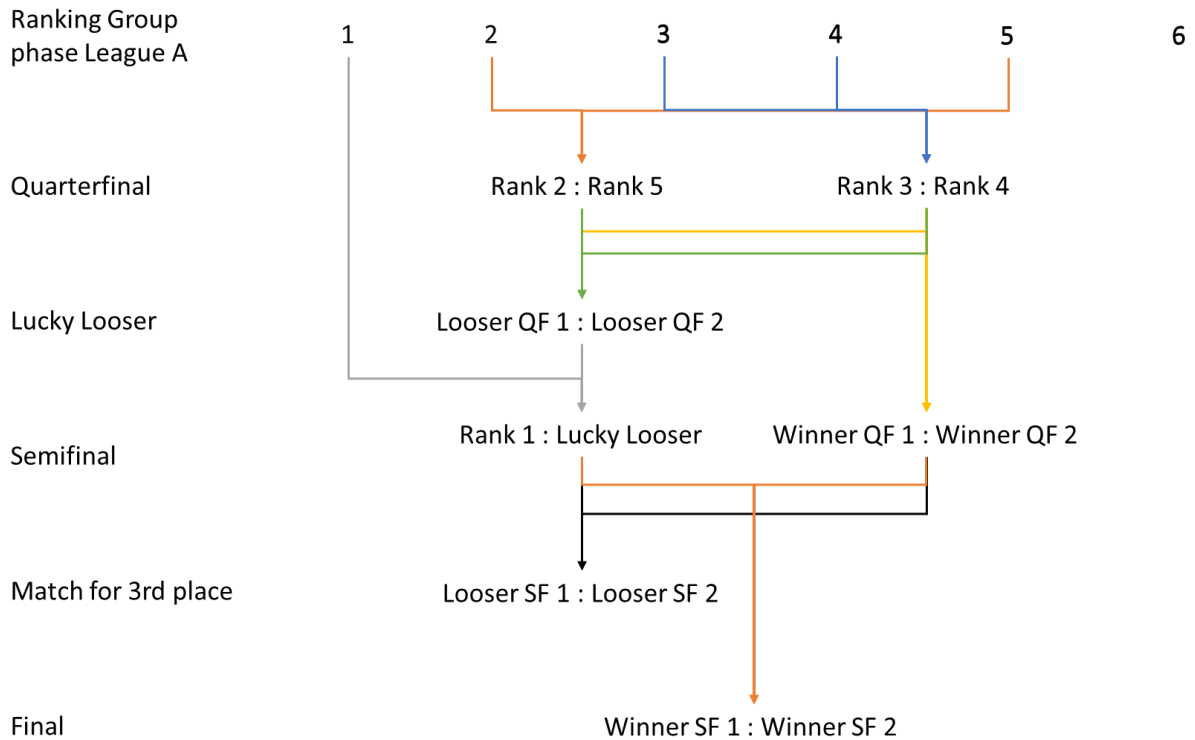 Ranking Group
phase League A
1 2 3 4 5 6
Quarterfinal
Rank 2 : Rank 5
Rank 3 : Rank 4
Lucky Looser
Looser QF 1 : Looser QF 2
Semifinal
Rank 1 : Lucky Looser
Winner QF 1 : Winner QF 2
Match for 3rd place
Looser SF 1 : Looser SF 2
Final
Winner SF 1 : Winner SF 2